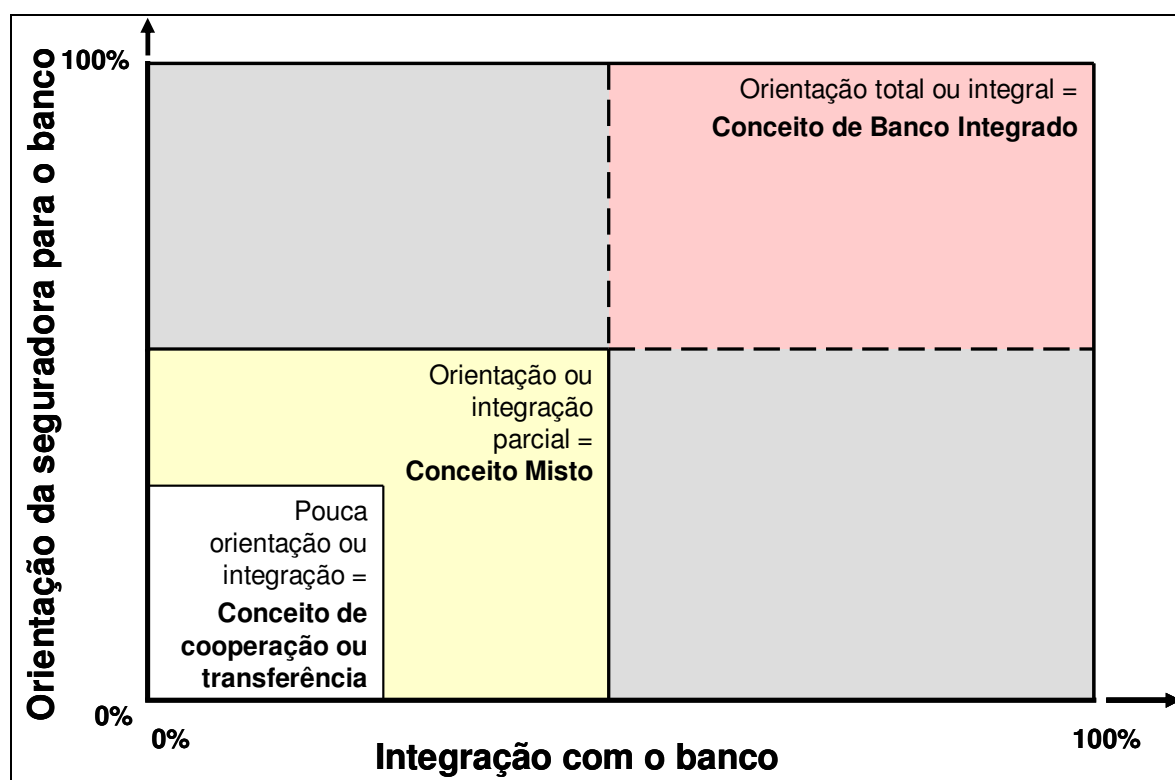 Orientação da seguradora para o banco
100%
Orientação total ou integral =
Conceito de Banco Integrado
Orientação ou
integração
parcial =
Conceito Misto
Pouca
orientação ou
integração =
Conceito de
cooperação ou
transferência
0%
0%
Integração com o banco
100%